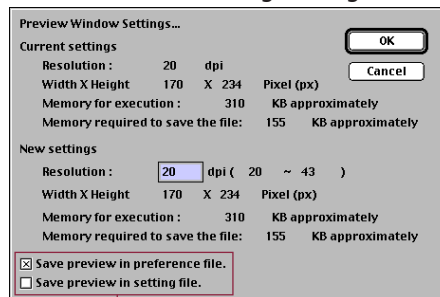 Preview Window Settings...
Current settings
OK
Resolution : 20 dpi
Cancel
Width X Height 170 X 234 Pixel (px)
Memory for execution : 310 KB approximately
Memory required to save the file: 155 KB approximately
New settings
Resolution : 20 dpi ( 20 ~ 43 )
Width X Height 170 X 234 Pixel (px)
Memory for execution : 310 KB approximately
Memory required to save the file: 155 KB approximately
Save preview in preference file.
Save preview in setting file.